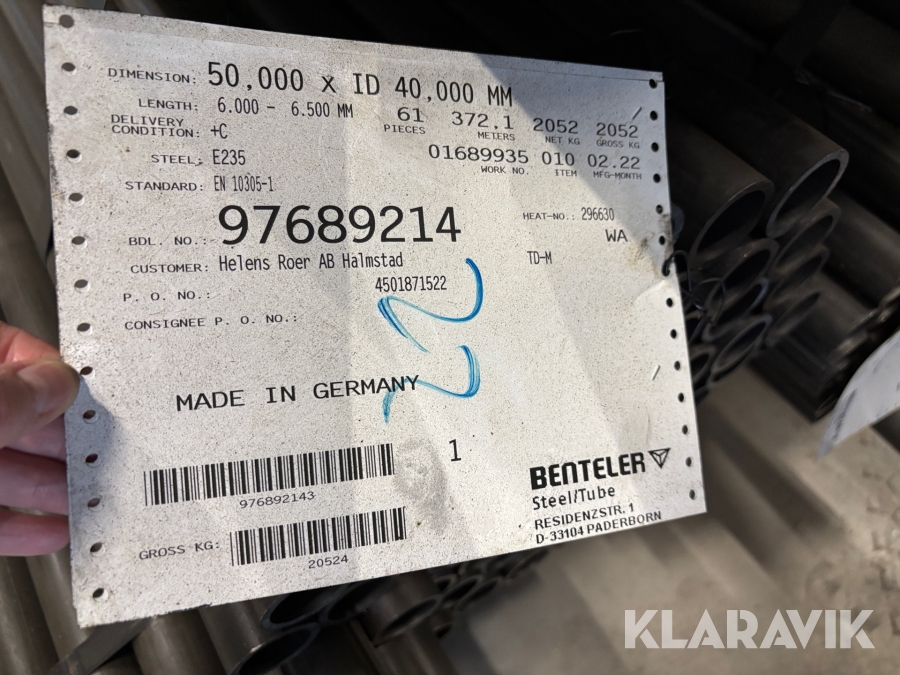 DIMENSION: 50,000 x ID 40,000 MM
LENGTH: 6.000 - 6.500 MM
61 372,1 2052 2052
PIECES METERS NET KG GROSS KG
DELIVERY
CONDITION: +C
01689935 010 02.22
WORK NO. ITEM MFG-MONTH
STEEL: E235
STANDARD: EN 10305-1
BDL. NO.: 97689214
HEAT-NO.: 296630
WA
CUSTOMER: Helens Roer AB Halmstad
TD-M
P. O. NO.: 4501871522
CONSIGNEE P. O. NO.:
22
MADE IN GERMANY
1
976892143
GROSS KG:
20524
BENTELER
Steel/Tube
RESIDENZSTR. 1
D-33104 PADERBORN
KLARAVIK